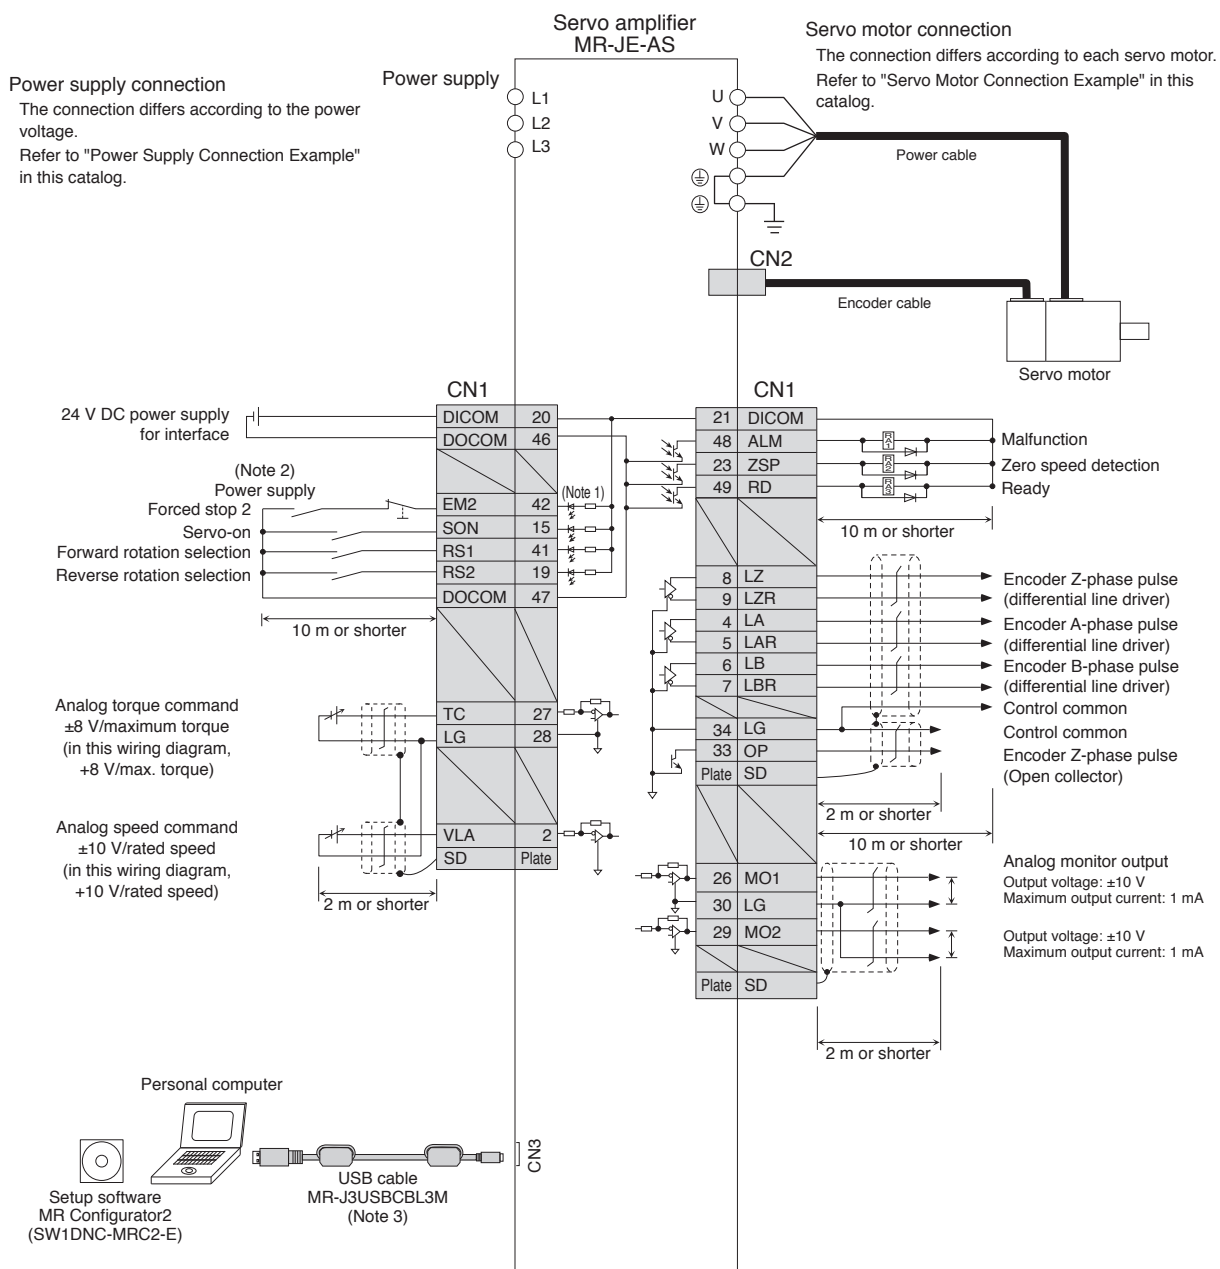 Servo amplifier
MR-JE-AS
Servo motor connection
The connection differs according to each servo motor.
Refer to "Servo Motor Connection Example" in this
catalog.
Power supply connection
The connection differs according to the power
voltage.
Refer to "Power Supply Connection Example"
in this catalog.
Power supply
L1
L2
L3
U
V
W
Power cable
CN2
Encoder cable
Servo motor
CN1
24 V DC power supply
for interface
DICOM 20
DOCOM 46
(Note 2)
Power supply
Forced stop 2
EM2 42
(Note 1)
Servo-on
SON 15
Forward rotation selection
RS1 41
Reverse rotation selection
RS2 19
DOCOM 47
10 m or shorter
Analog torque command
±8 V/maximum torque
(in this wiring diagram,
+8 V/max. torque)
TC 27
LG 28
Analog speed command
±10 V/rated speed
(in this wiring diagram,
+10 V/rated speed)
VLA 2
SD Plate
2 m or shorter
CN1
21 DICOM
48 ALM
RA1
Malfunction
23 ZSP
RA2
Zero speed detection
49 RD
RA3
Ready
10 m or shorter
8 LZ
Encoder Z-phase pulse
9 LZR
(differential line driver)
4 LA
Encoder A-phase pulse
5 LAR
(differential line driver)
6 LB
Encoder B-phase pulse
7 LBR
(differential line driver)
Control common
34 LG
Control common
33 OP
Encoder Z-phase pulse
(Open collector)
Plate SD
2 m or shorter
10 m or shorter
Analog monitor output
26 MO1
Output voltage: ±10 V
Maximum output current: 1 mA
30 LG
29 MO2
Output voltage: ±10 V
Maximum output current: 1 mA
Plate SD
2 m or shorter
Personal computer
CN3
USB cable
MR-J3USBCBL3M
(Note 3)
Setup software
MR Configurator2
(SW1DNC-MRC2-E)